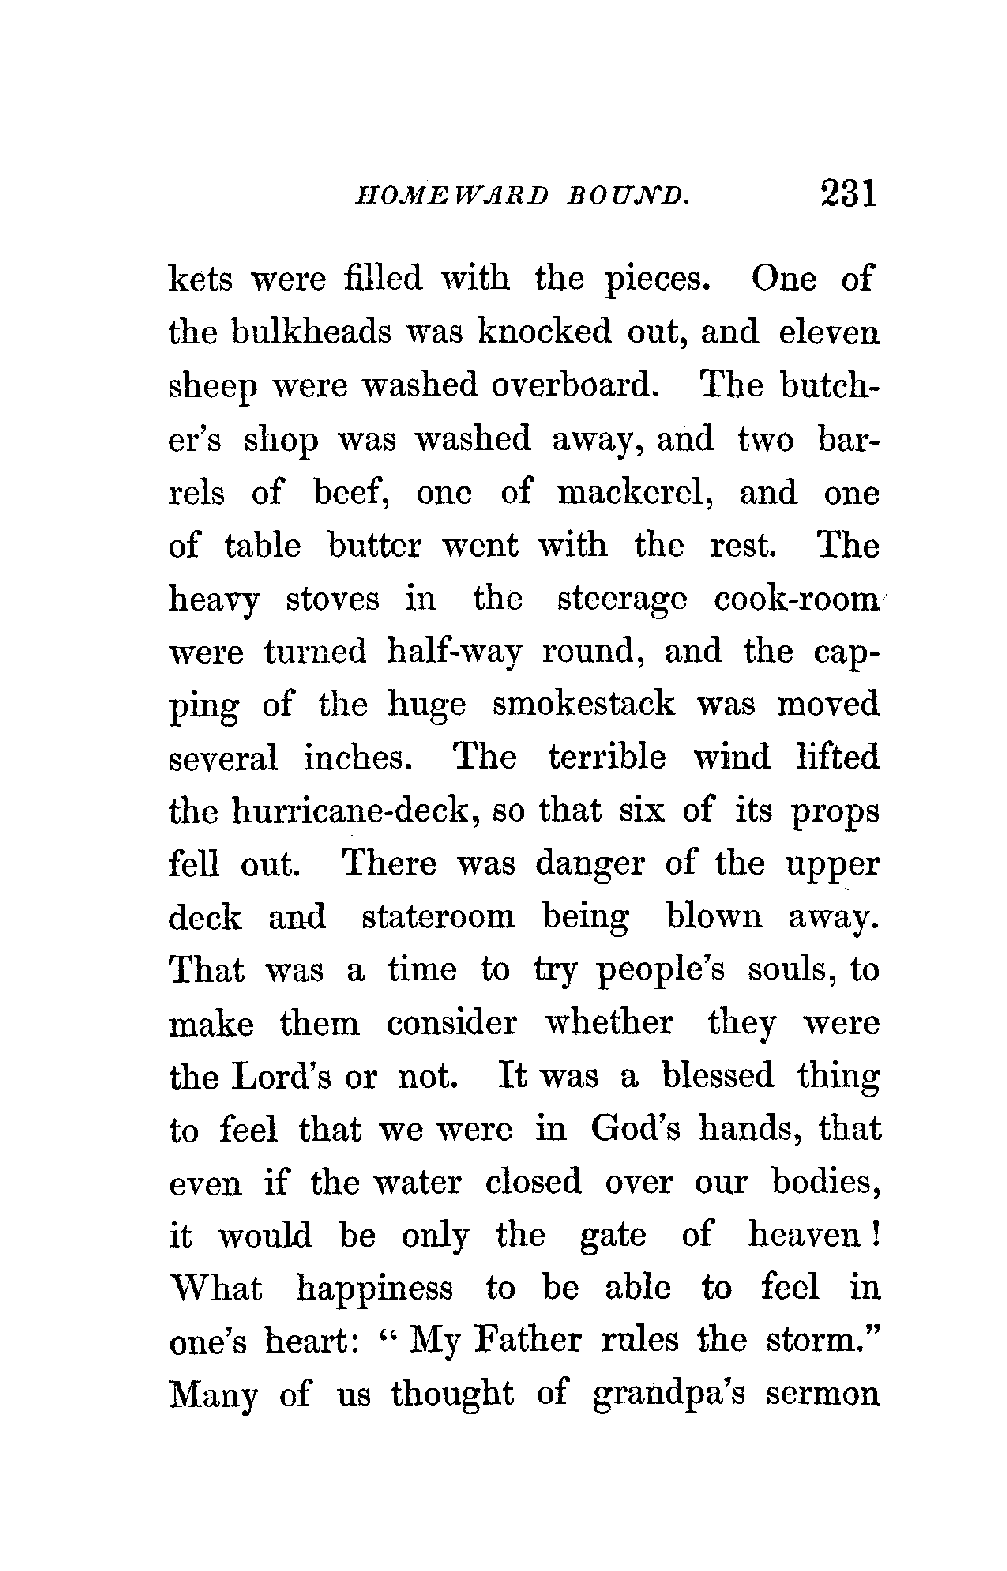 HOMEWARD BOUND. 231
kets were filled with the pieces. One of
the bulkheads was knocked out, and eleven
sheep were washed overboard. The butch-
er's shop was washed away, and two bar-
rels of beef, one of mackerel, and one
of table butter went with the rest. The
heavy stoves in the steerage cook-room
were turned half-way round, and the cap-
ping of the huge smokestack was moved
several inches. The terrible wind lifted
the hurricane-deck, so that six of its props
fell out. There was danger of the upper
deck and stateroom being blown away.
That was a time to try people's souls, to
make them consider whether they were
the Lord's or not. It was a blessed thing
to feel that we were in God's hands, that
even if the water closed over our bodies,
it would be only the gate of heaven!
What happiness to be able to feel in
one's heart: “My Father rules the storm.”
Many of us thought of grandpa's sermon